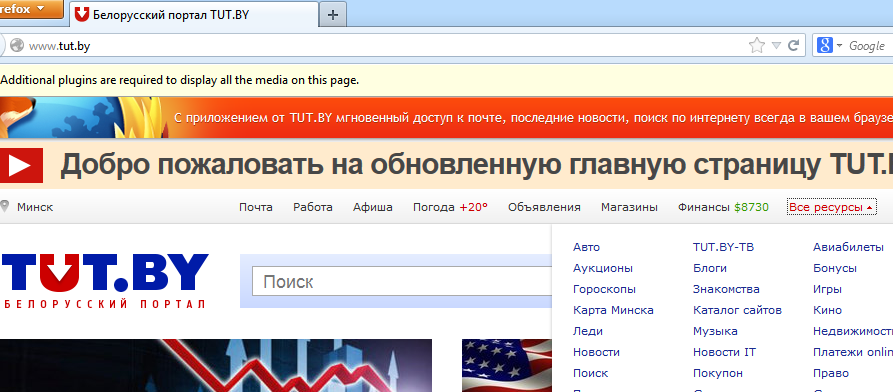 refox
Белорусский портал TUT.BY
www.tut.by
Google
Additional plugins are required to display all the media on this page.
С приложением от TUT.BY мгновенный доступ к почте, последние новости, поиск по интернету всегда в вашем браузе
Добро пожаловать на обновленную главную страницу TUT.
Минск Почта Работа Афиша Погода +20° Объявления Магазины Финансы $8730 Все ресурсы
TUT.BY
БЕЛОРУССКИЙ ПОРТАЛ
Поиск
Авто TUT.BY-ТВ Авиабилеты
Аукционы Блоги Бонусы
Гороскопы Знакомства Игры
Карта Минска Каталог сайтов Кино
Леди Музыка Недвижимост
Новости Новости IT Платежи onlin
Поиск Покупон Право